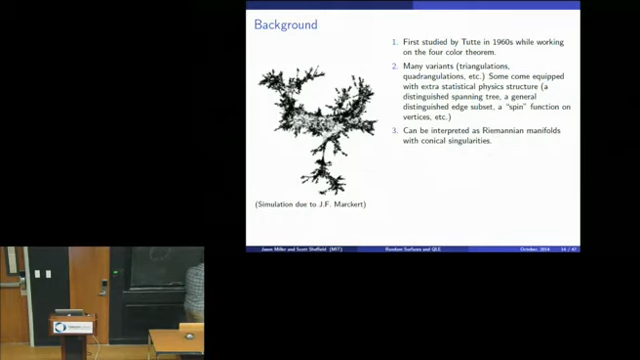 Background
1. First studied by Tutte in 1960s while working
on the four color theorem.
2. Many variants (triangulations,
quadrangulations, etc.) Some come equipped
with extra statistical physics structure (a
distinguished spanning tree, a general
distinguished edge subset, a "spin" function on
vertices, etc.)
3. Can be interpreted as Riemannian manifolds
with conical singularities.
(Simulation due to J.F. Marckert)
Jason Miller and Scott Sheffield (MIT) Random Surfaces and QLE October, 2014 14 / 47